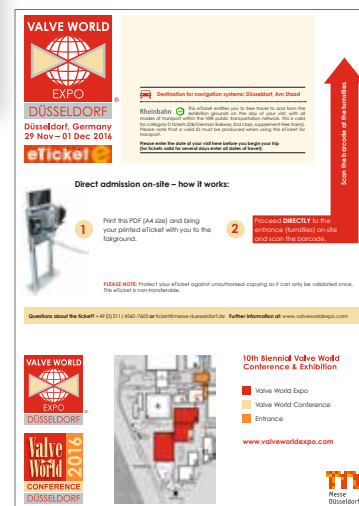 VALVE WORLD
EXPO
DÜSSELDORF
®
Düsseldorf, Germany
29 Nov – 01 Dec 2016
eTicket
Destination for navigation systems: Düsseldorf, Am Staad
Rheinbahn
This eTicket entitles you to free travel to and from the
exhibition grounds on the day of your visit, with all
modes of transport within the VRR public transportation network. This is valid
for category D tickets (DB/German Railway 2nd class, supplement-free trains).
Please note that a valid ID must be produced when using this eTicket for
transport.
Please enter the date of your visit here before you begin your trip
(for tickets valid for several days enter all dates of travel):
Scan the barcode at the turnstiles
Direct admission on-site – how it works:
1
Print this PDF (A4 size) and bring
your printed eTicket with you to the
fairground.
2
Proceed DIRECTLY to the
entrance (turnstiles) on-site
and scan the barcode.
PLEASE NOTE: Protect your eTicket against unauthorised copying as it can only be validated once.
This eTicket is non-transferable.
Questions about the ticket? +49 (0)211/4560-7600 or ticket@messe-duesseldorf.de Further information at: www.valveworldexpo.com
VALVE WORLD
EXPO
DÜSSELDORF
®
Valve
World
2016
CONFERENCE
DÜSSELDORF
10th Biennial Valve World
Conference & Exhibition
Valve World Expo
Valve World Conference
Entrance
www.valveworldexpo.com
Messe
Düsseldorf